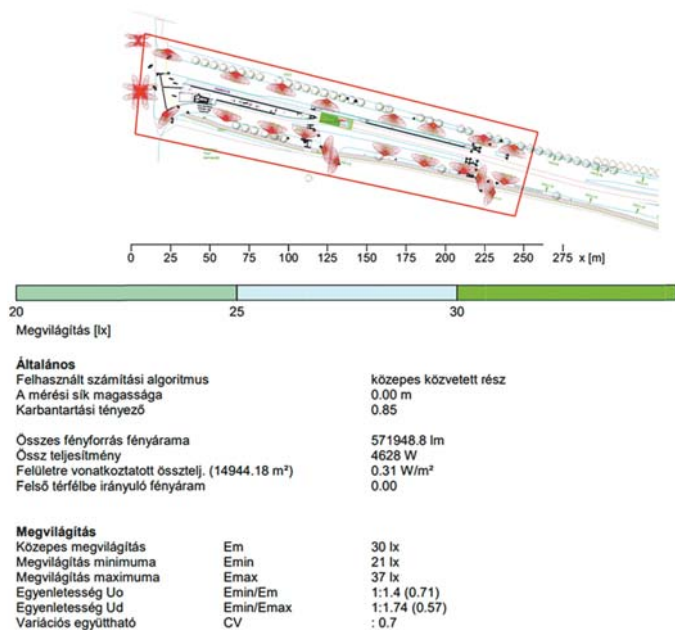 0 25 50 75 100 125 150 175 200 225 250 275 x [m]
20 25 30
Megvilágítás [lx]
Általános
Felhasznált számítási algoritmus közepes közvetett rész
A mérési sík magassága 0.00 m
Karbantartási tényező 0.85
Összes fényforrás fényárama 571948.8 lm
Össz teljesítmény 4628 W
Felületre vonatkoztatott össztelj. (14944.18 m²) 0.31 W/m²
Felső térfélbe irányuló fényáram 0.00
Megvilágítás
Közepes megvilágítás Em 30 lx
Megvilágítás minimuma Emin 21 lx
Megvilágítás maximuma Emax 37 lx
Egyenletesség Uo Emin/Em 1:1.4 (0.71)
Egyenletesség Ud Emin/Emax 1:1.74 (0.57)
Variációs együttható CV : 0.7